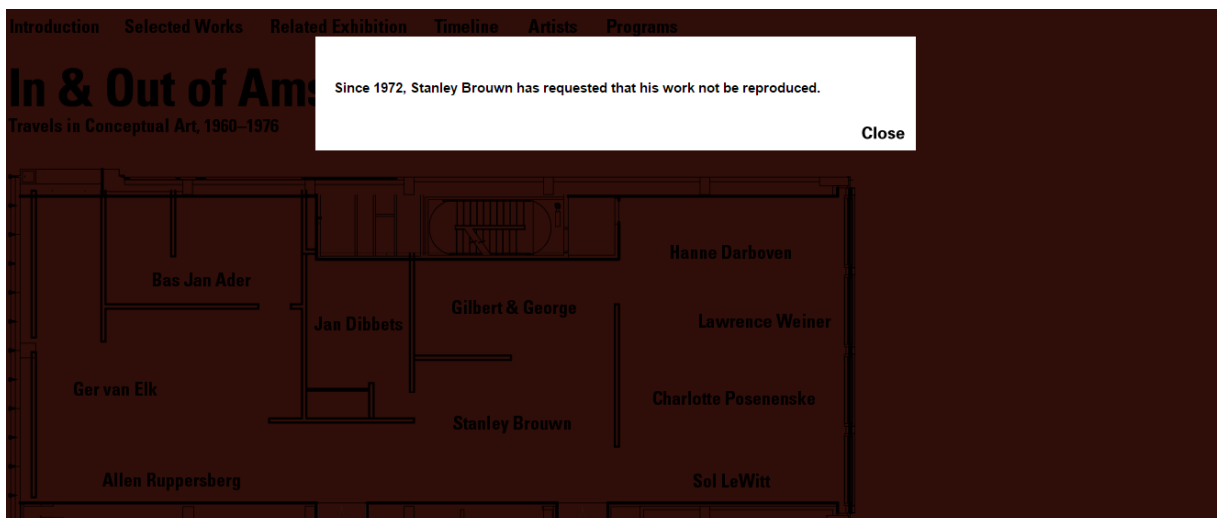 Introduction Selected Works Related Exhibition Timeline Artists Programs
In & Out of Ams
Travels in Conceptual Art, 1960–1976
Since 1972, Stanley Brouwn has requested that his work not be reproduced.
Close
Hanne Darboven
Bas Jan Ader
Gilbert & George
Jan Dibbets
Lawrence Weiner
Ger van Elk
Charlotte Posenenske
Stanley Brouwn
Allen Ruppersberg
Sol LeWitt